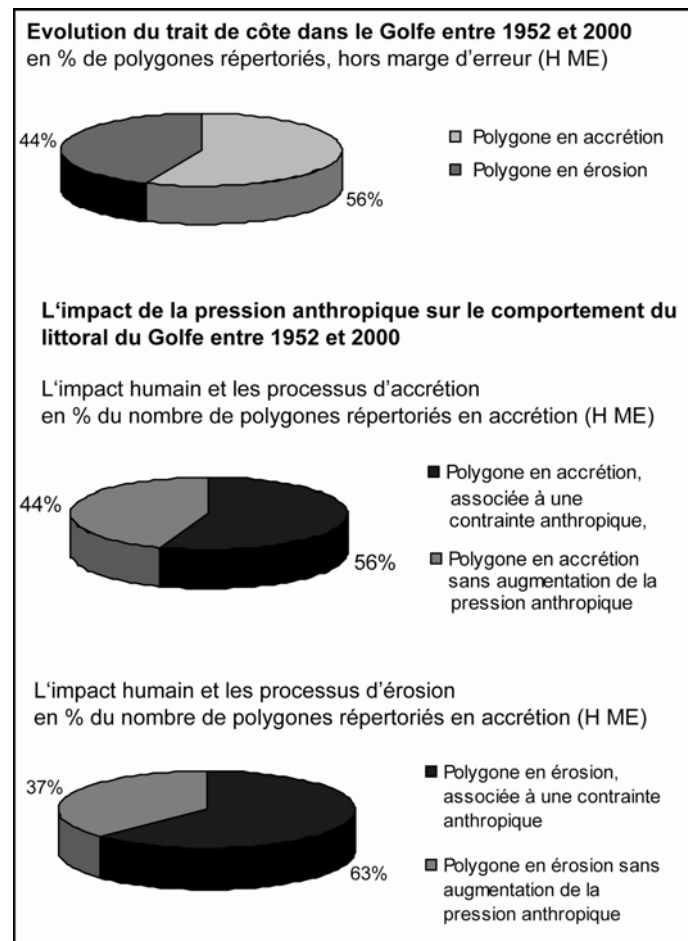 Evolution du trait de côte dans le Golfe entre 1952 et 2000
en % de polygones répertoriés, hors marge d'erreur (H ME)
44%
56%
Polygone en accrétion
Polygone en érosion
L'impact de la pression anthropique sur le comportement du
littoral du Golfe entre 1952 et 2000
L'impact humain et les processus d'accrétion
en % du nombre de polygones répertoriés en accrétion (H ME)
44%
56%
Polygone en accrétion,
associée à une
contrainte anthropique,
Polygone en accrétion
sans augmentation de la
pression anthropique
L'impact humain et les processus d'érosion
en % du nombre de polygones répertoriés en accrétion (H ME)
37%
63%
Polygone en érosion,
associée à une contrainte
anthropique
Polygone en érosion sans
augmentation de la
pression anthropique